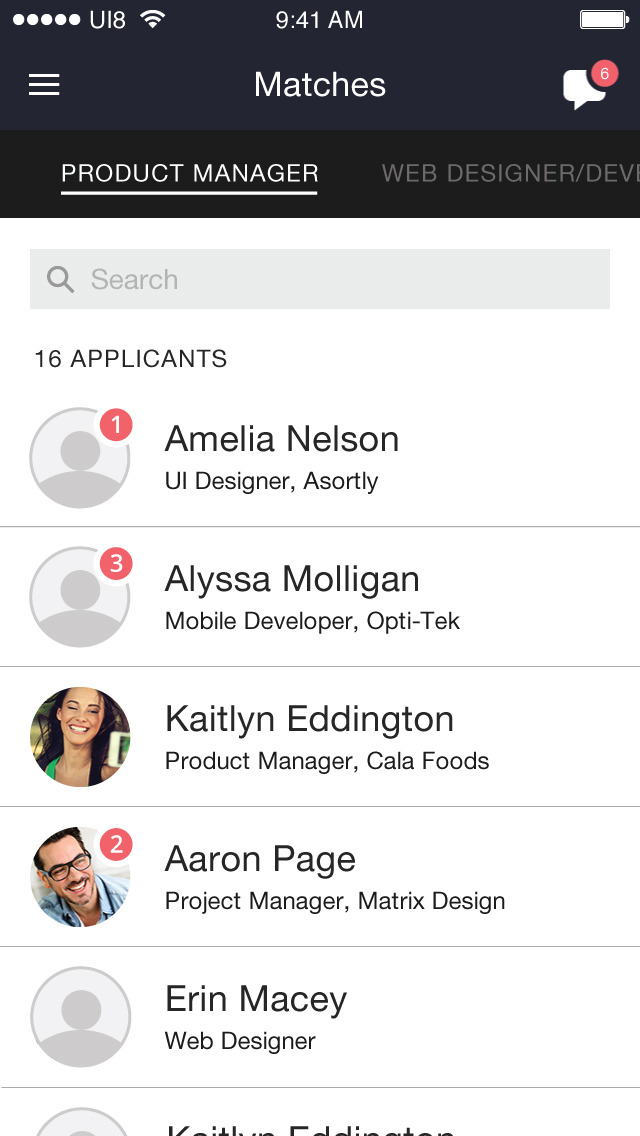 UI8 9:41 AM
Matches
6
PRODUCT MANAGER WEB DESIGNER/DEVE
Search
16 APPLICANTS
1
Amelia Nelson
UI Designer, Asortly
3
Alyssa Molligan
Mobile Developer, Opti-Tek
Kaitlyn Eddington
Product Manager, Cala Foods
2
Aaron Page
Project Manager, Matrix Design
Erin Macey
Web Designer
Kaitlyn Eddington